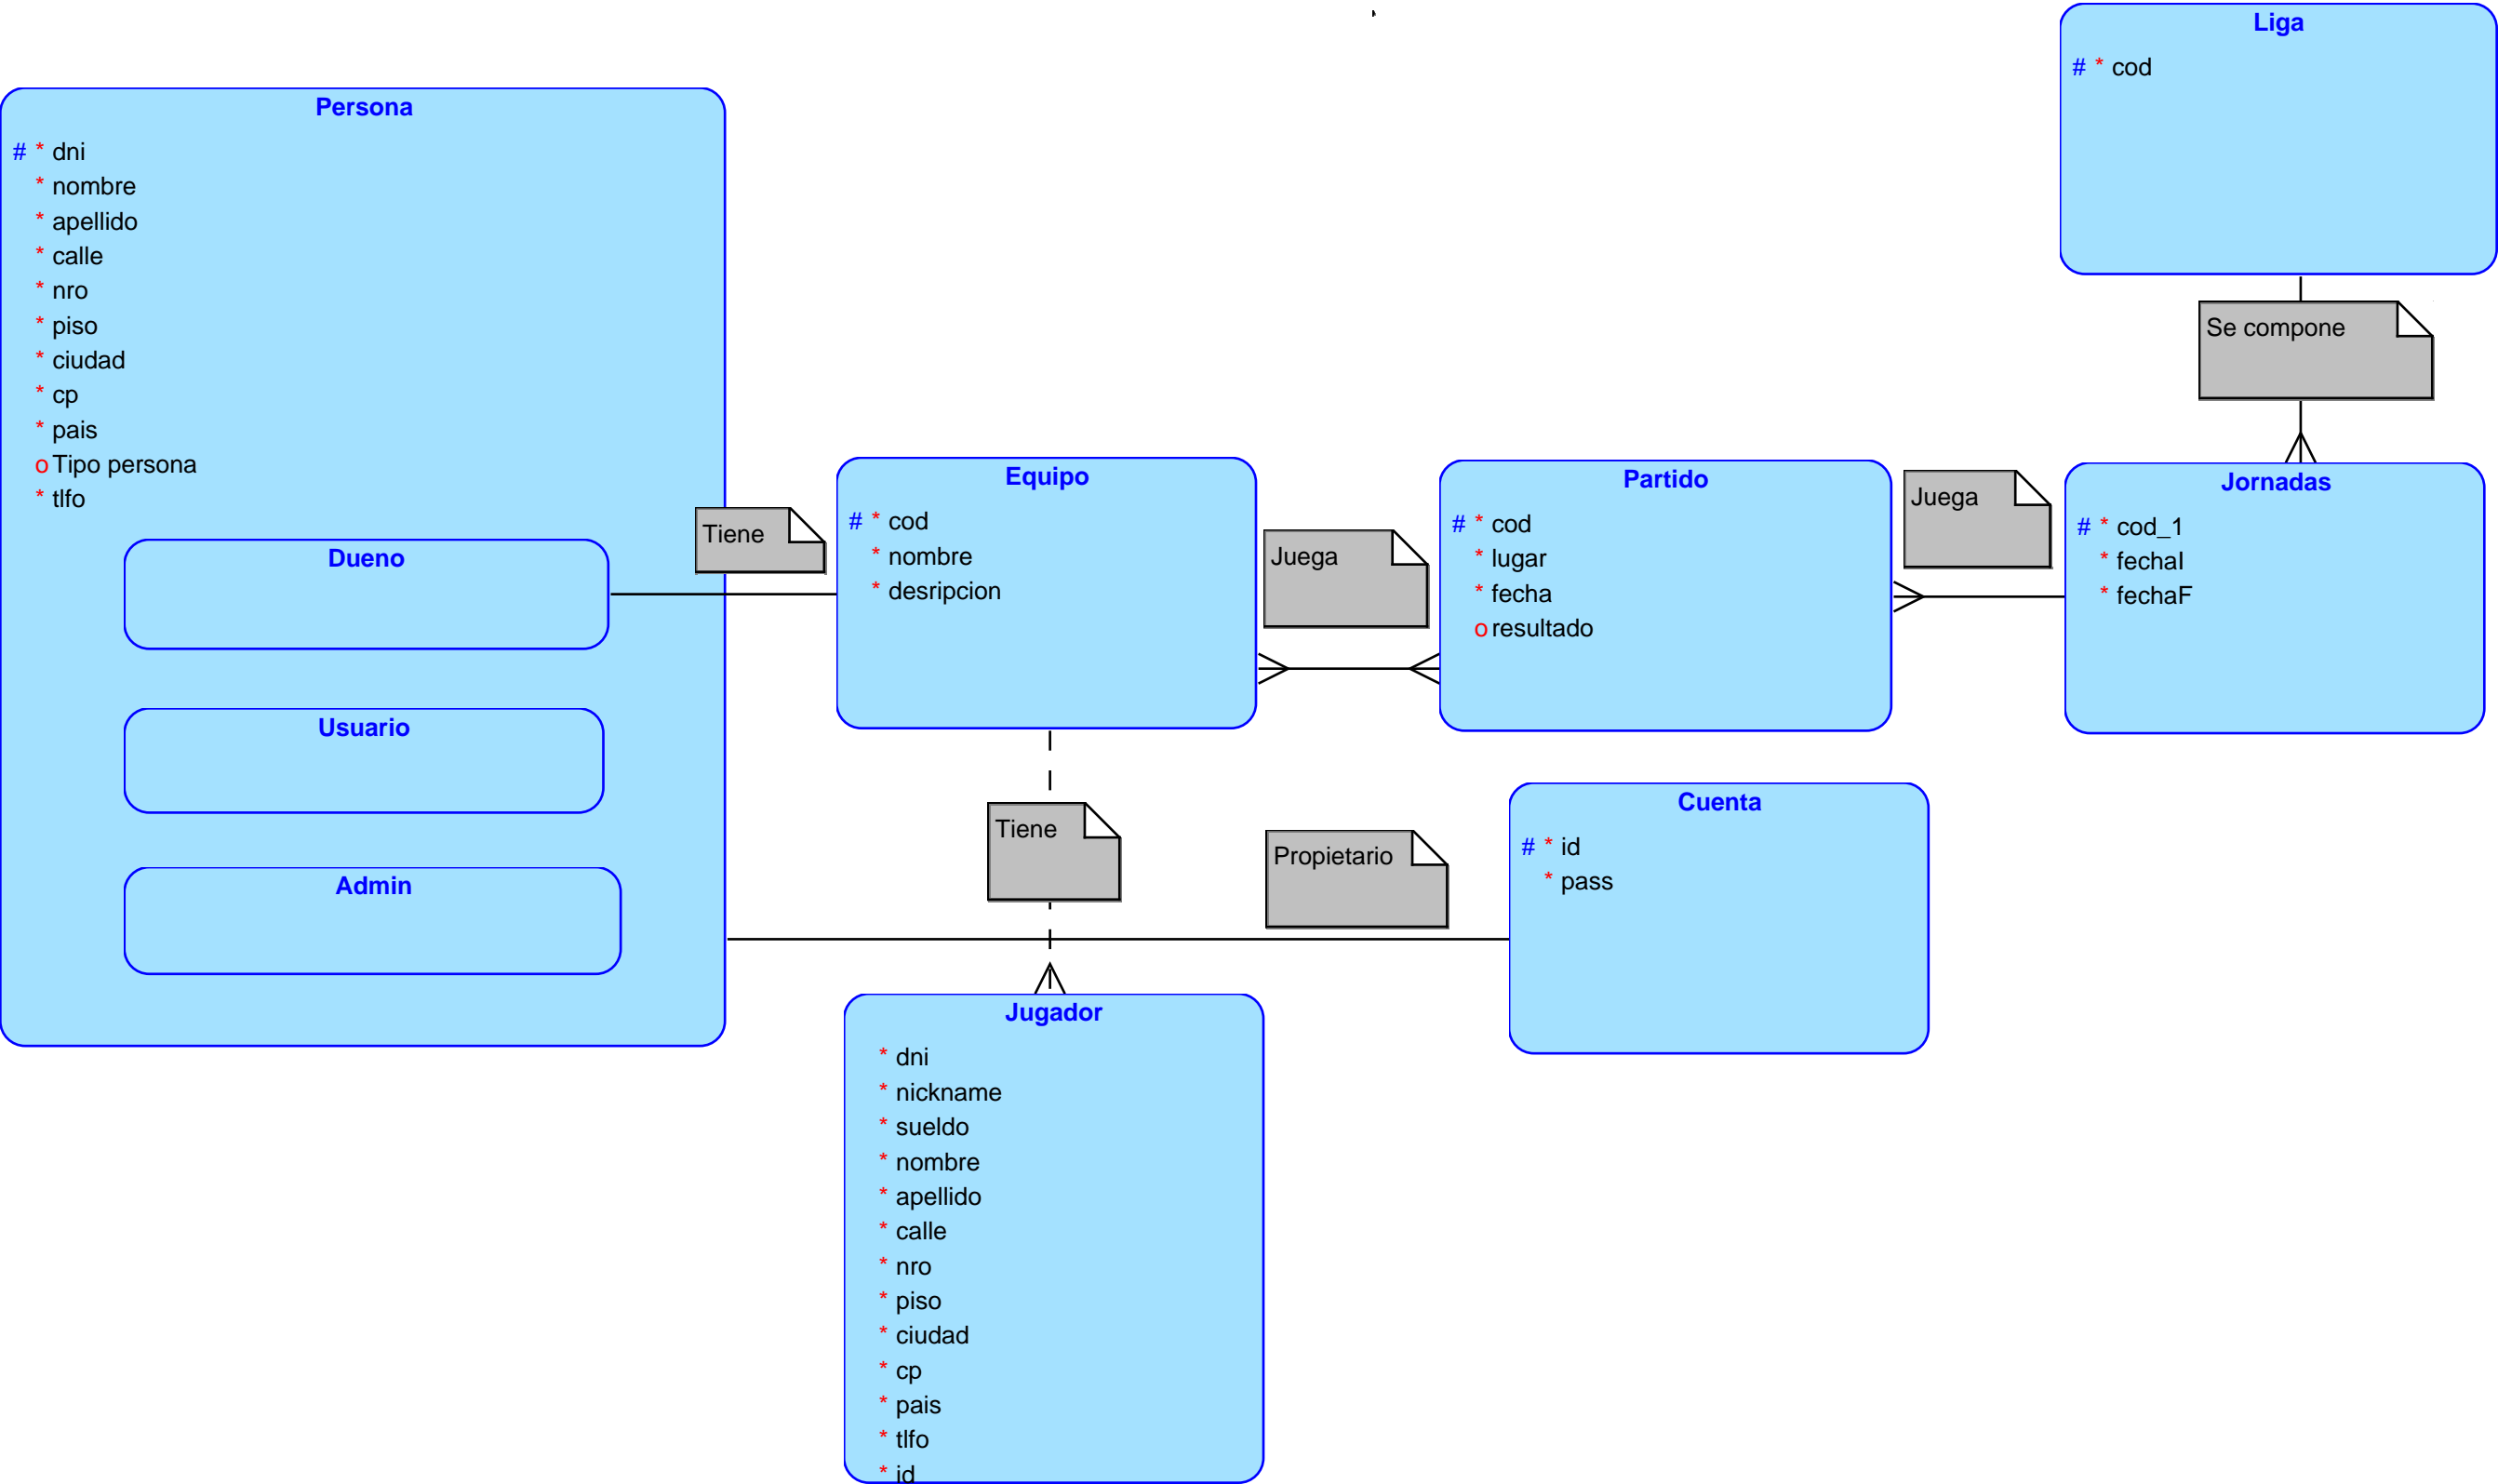 Liga
# * cod
Persona
# * dni
* nombre
* apellido
* calle
* nro
* piso
* ciudad
* cp
* pais
o Tipo persona
* tlfo
Dueno
Usuario
Admin
Tiene
Equipo
# * cod
* nombre
* desripcion
Juega
Partido
# * cod
* lugar
* fecha
o resultado
Juega
Se compone
Jornadas
# * cod_1
* fechaI
* fechaF
Tiene
Propietario
Cuenta
# * id
* pass
Jugador
* dni
* nickname
* sueldo
* nombre
* apellido
* calle
* nro
* piso
* ciudad
* cp
* pais
* tlfo
* id